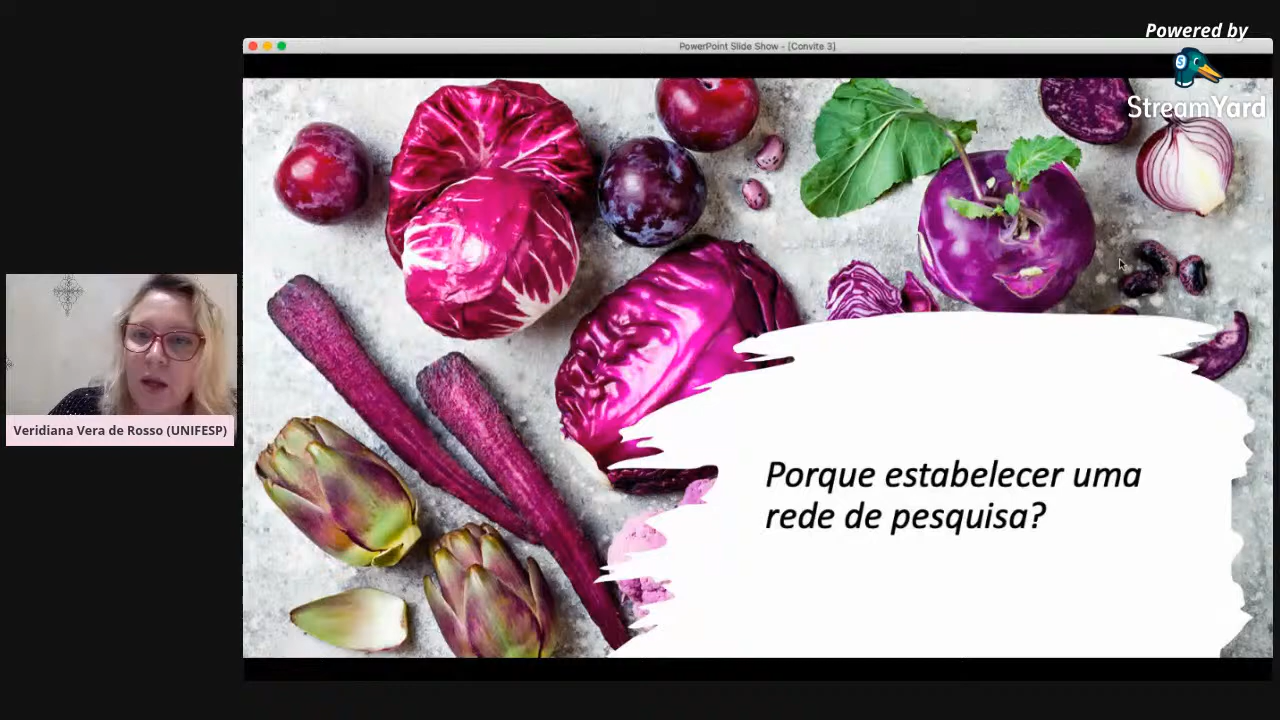 Powered by
StreamYard
PowerPoint Slide Show - [Convite 3]
Veridiana Vera de Rosso (UNIFESP)
Porque estabelecer uma
rede de pesquisa?